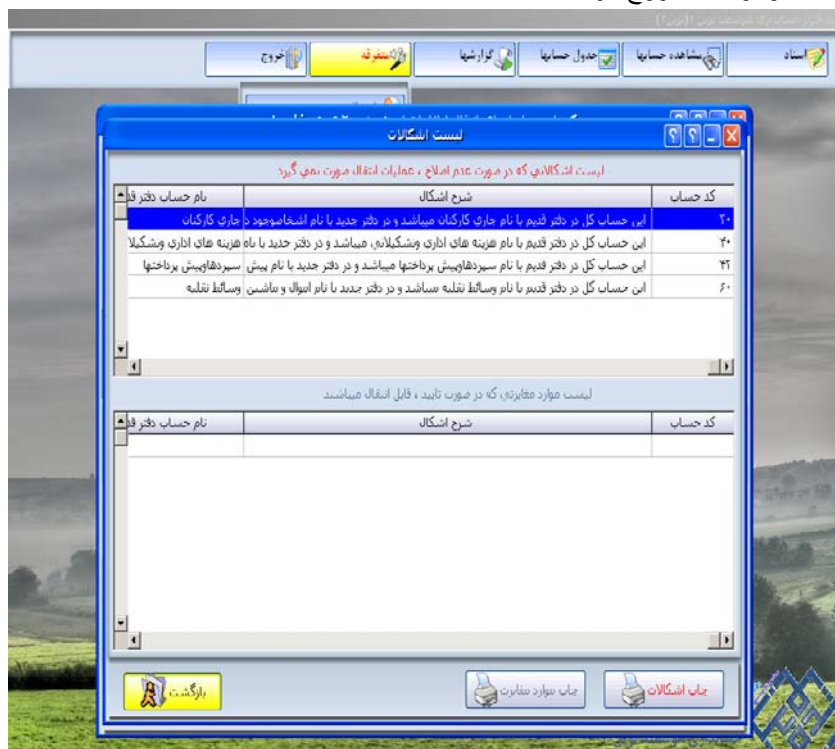 اسناد مشاهده حسابها جدول حسابها گزارشها متفرقه خروج
لیست اشکالات
لیست اشکالاتی که در صورت عدم اصلاح ، عملیات انتقال صورت نمی گیرد
کد حساب شرح اشکال نام حساب دفتر قد
۲۰ این حساب کل در دفتر قدیم با نام جاری کارکنان میباشد و در دفتر جدید با نام اشخاصوجود د جاری کارکنان
۴۰ این حساب کل در دفتر قدیم با نام هزینه های اداری وتشکیلاتی میباشد و در دفتر جدید با نام هزینه های اداری وتشکیلا
۴۲ این حساب کل در دفتر قدیم با نام سپردهاوپیش پرداختها میباشد و در دفتر جدید با نام پیش سپردهاوپیش پرداختها
۶۰ این حساب کل در دفتر قدیم با نام وسائط نقلیه میباشد و در دفتر جدید با نام اموال و ماشین وسائط نقلیه
لیست موارد مغایرتی که در صورت تایید ، قابل انتقال میباشند
کد حساب شرح اشکال نام حساب دفتر قد
چاپ اشکالات چاپ موارد مغایرت بازگشت